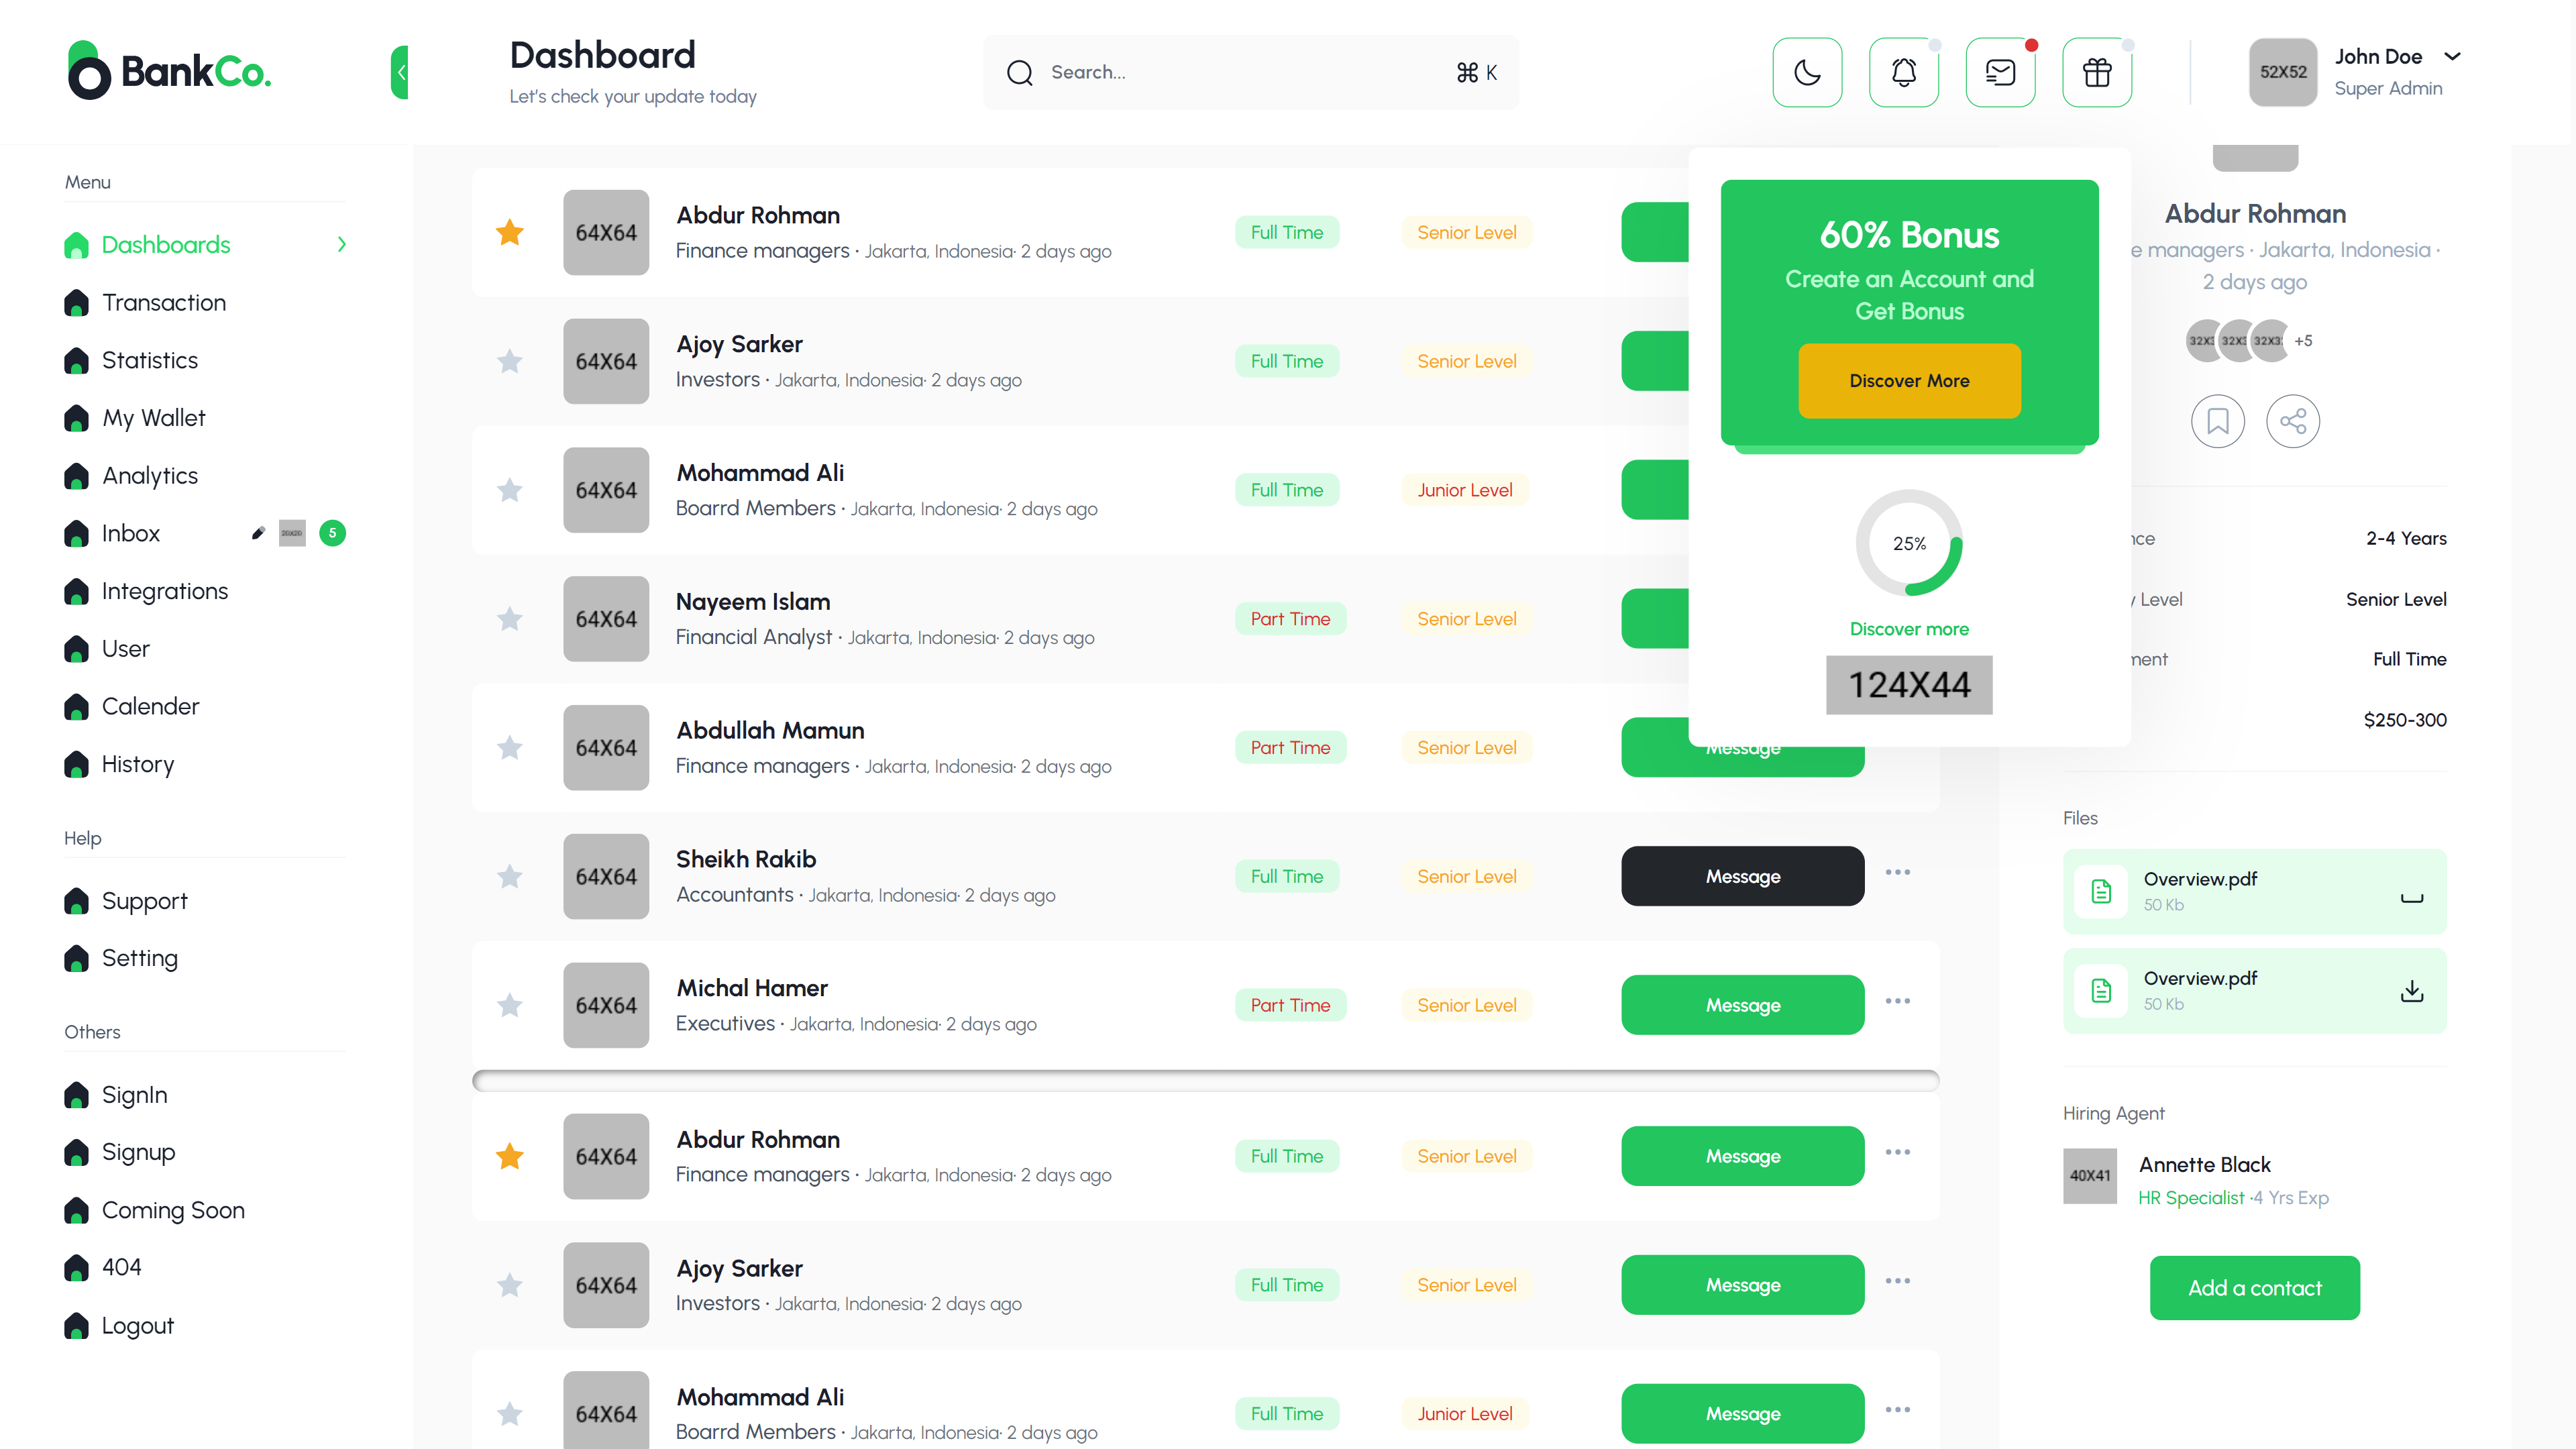 BankCo.
Dashboard
Let's check your update today
Search...
⌘ K
52X52
John Doe
Super Admin
Menu
Dashboards
Transaction
Statistics
My Wallet
Analytics
Inbox
5
Integrations
User
Calender
History
Help
Support
Setting
Others
SignIn
Signup
Coming Soon
404
Logout
64X64
Abdur Rohman
Finance managers · Jakarta, Indonesia· 2 days ago
Full Time
Senior Level
64X64
Ajoy Sarker
Investors · Jakarta, Indonesia· 2 days ago
Full Time
Senior Level
64X64
Mohammad Ali
Boarrd Members · Jakarta, Indonesia· 2 days ago
Full Time
Junior Level
64X64
Nayeem Islam
Financial Analyst · Jakarta, Indonesia· 2 days ago
Part Time
Senior Level
64X64
Abdullah Mamun
Finance managers · Jakarta, Indonesia· 2 days ago
Part Time
Senior Level
Message
64X64
Sheikh Rakib
Accountants · Jakarta, Indonesia· 2 days ago
Full Time
Senior Level
Message
64X64
Michal Hamer
Executives · Jakarta, Indonesia· 2 days ago
Part Time
Senior Level
Message
64X64
Abdur Rohman
Finance managers · Jakarta, Indonesia· 2 days ago
Full Time
Senior Level
Message
64X64
Ajoy Sarker
Investors · Jakarta, Indonesia· 2 days ago
Full Time
Senior Level
Message
64X64
Mohammad Ali
Boarrd Members · Jakarta, Indonesia· 2 days ago
Full Time
Junior Level
Message
60% Bonus
Create an Account and
Get Bonus
Discover More
25%
Discover more
124X44
Abdur Rohman
managers · Jakarta, Indonesia ·
2 days ago
+5
2-4 Years
Level
Senior Level
Full Time
$250-300
Files
Overview.pdf
50 Kb
Overview.pdf
50 Kb
Hiring Agent
40X41
Annette Black
HR Specialist ·4 Yrs Exp
Add a contact